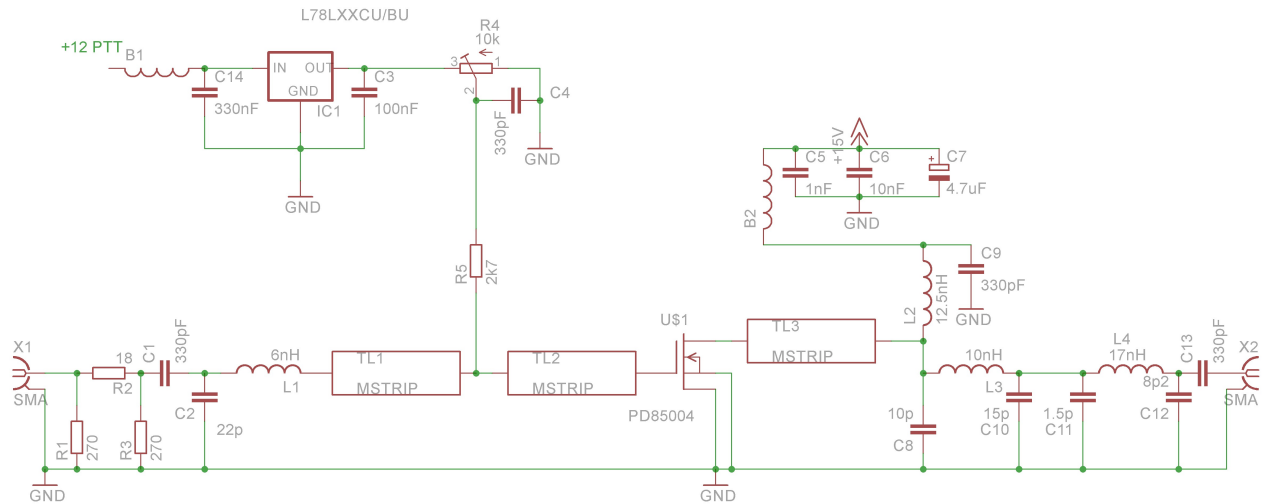 L78LXXCU/BU
+12 PTT
B1
C14
330nF
IN
OUT
GND
IC1
C3
100nF
R4
10k
3
1
2
330pF
C4
GND
GND
+15V
C5
1nF
C6
10nF
+
C7
4.7uF
GND
B2
R5
2k7
L2
12.5nH
C9
330pF
GND
X1
SMA
18
R2
C1
330pF
R1
270
R3
270
C2
22p
6nH
L1
TL1
MSTRIP
TL2
MSTRIP
U$1
PD85004
TL3
MSTRIP
10p
C8
10nH
L3
15p
C10
1.5p
C11
L4
17nH
8p2
C12
C13
330pF
X2
SMA
GND
GND